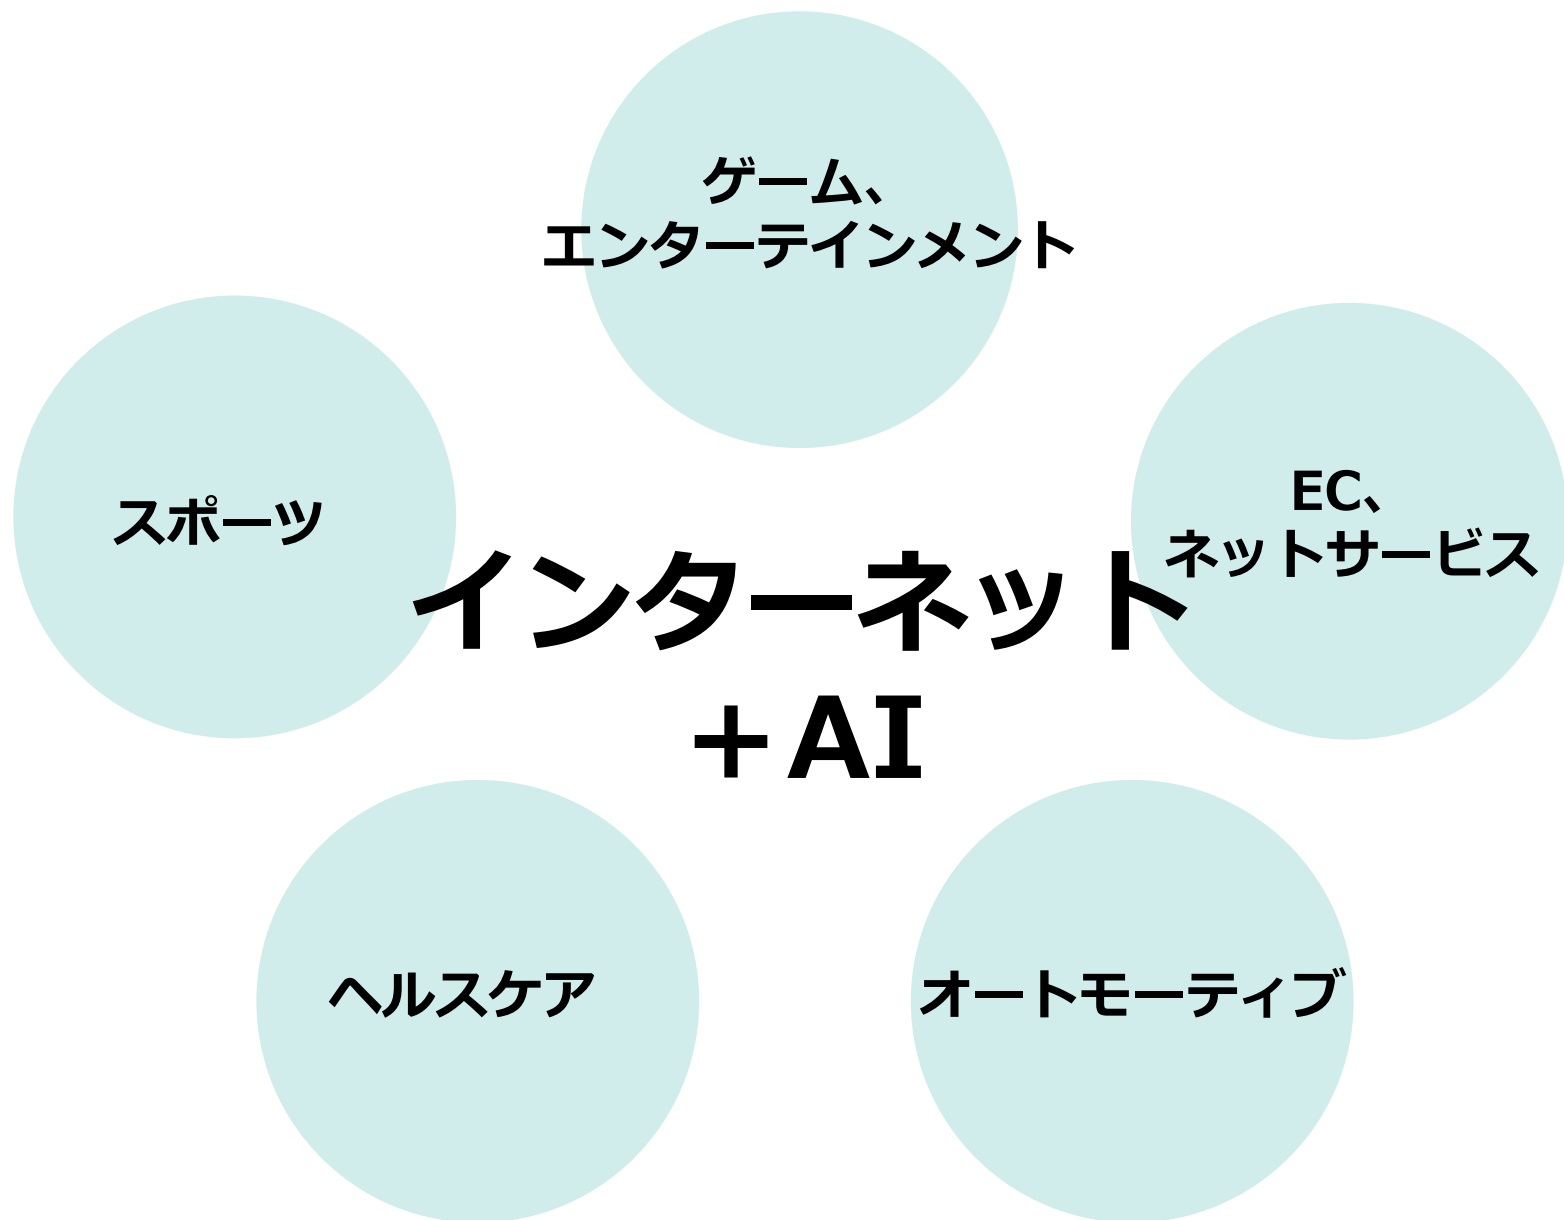 ゲーム、
エンターテインメント
スポーツ
EC、
ネットサービス
インターネット
+AI
ヘルスケア
オートモーティブ